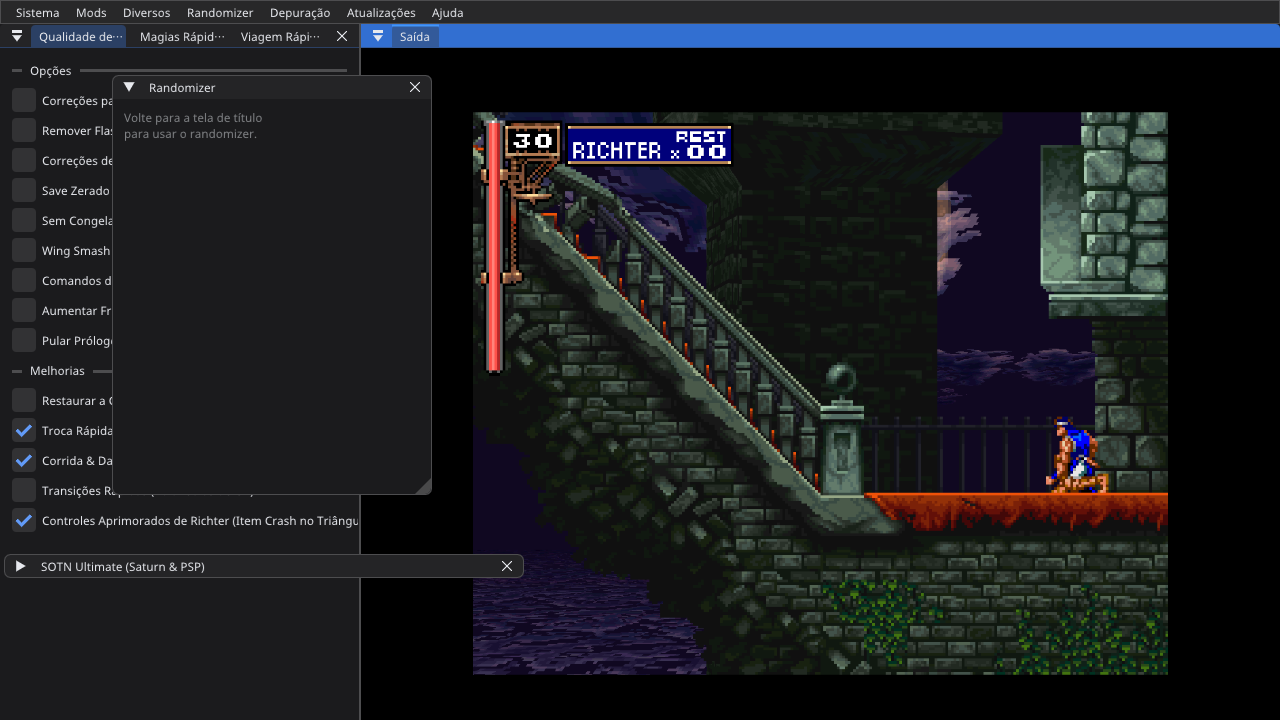 Sistema Mods Diversos Randomizer Depuração Atualizações Ajuda
Qualidade de··· Magias Rápid··· Viagem Rápi··· Saída
Opções
Randomizer
Correções pa
Volte para a tela de título
para usar o randomizer.
Remover Flas
Correções de
Save Zerado
Sem Congela
Wing Smash
Comandos d
Aumentar Fr
Pular Prólogo
Melhorias
Restaurar a
Troca Rápida
Corrida & Da
Transições
Controles Aprimorados de Richter (Item Crash no Triângu
SOTN Ultimate (Saturn & PSP)
30
REST
RICHTER x 00